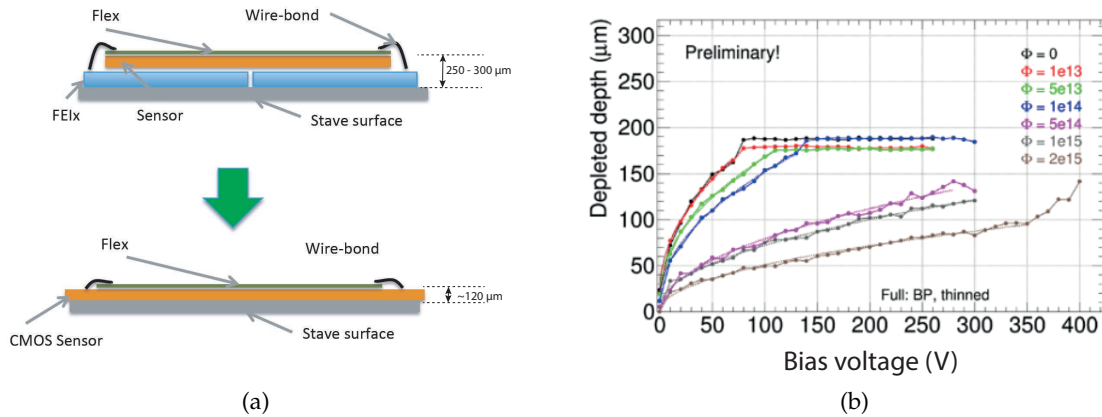 Flex
Wire-bond
250 - 300 µm
FEIx
Sensor
Stave surface
Flex
Wire-bond
~120 µm
CMOS Sensor
Stave surface
(a)
Depleted depth (µm)
300
250
200
150
100
50
0
Preliminary!
Φ = 0
Φ = 1e13
Φ = 5e13
Φ = 1e14
Φ = 5e14
Φ = 1e15
Φ = 2e15
Full: BP, thinned
0 50 100 150 200 250 300 350 400
Bias voltage (V)
(b)